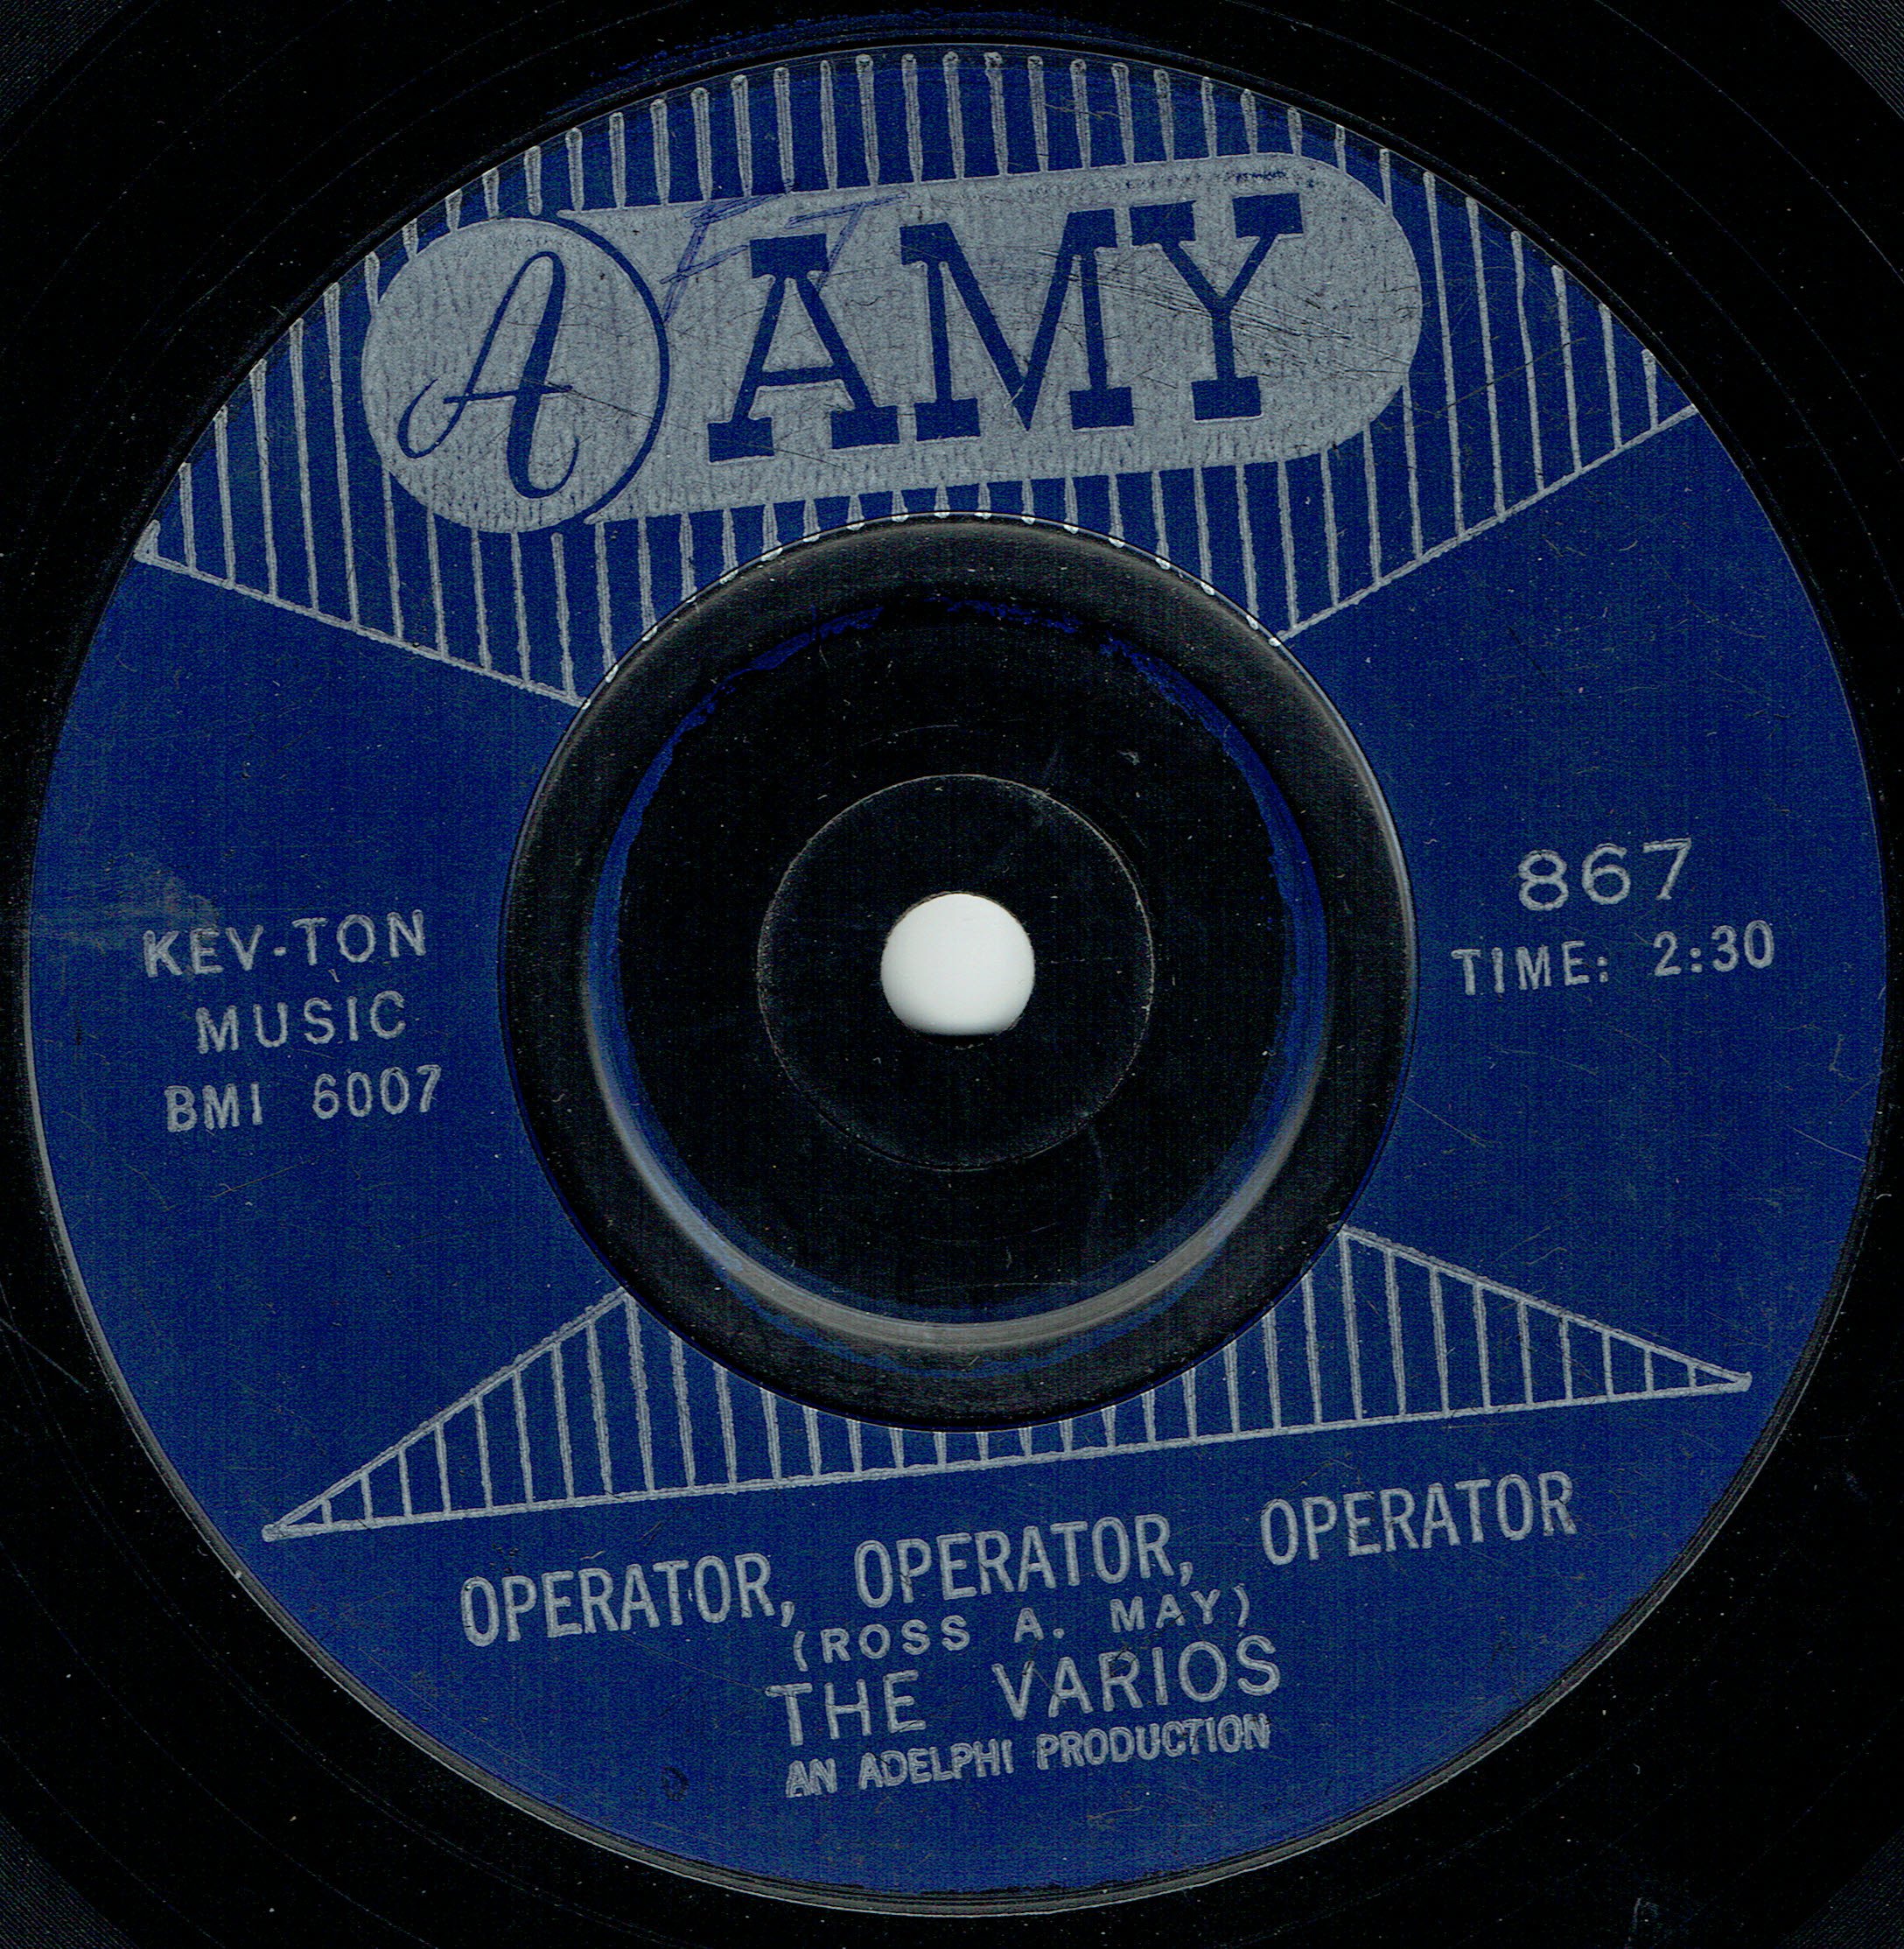 A AMY
KEV-TON
MUSIC
BMI 6007
867
TIME: 2:30
OPERATOR, OPERATOR, OPERATOR
(ROSS A. MAY)
THE VARIOS
AN ADELPHI PRODUCTION